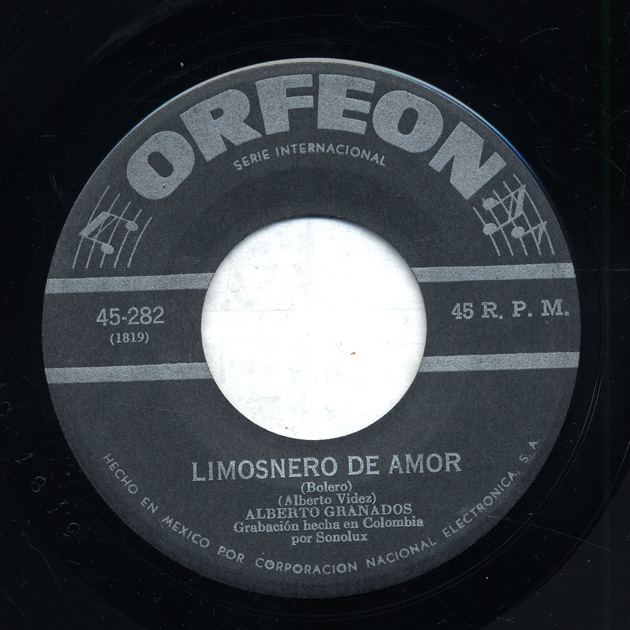 ORFEON
SERIE INTERNACIONAL
45-282
(1819)
45 R. P. M.
LIMOSNERO DE AMOR
(Bolero)
(Alberto Videz)
ALBERTO GRANADOS
Grabación hecha en Colombia
por Sonolux
HECHO EN MEXICO POR CORPORACION NACIONAL ELECTRONICA, S. A.
1819